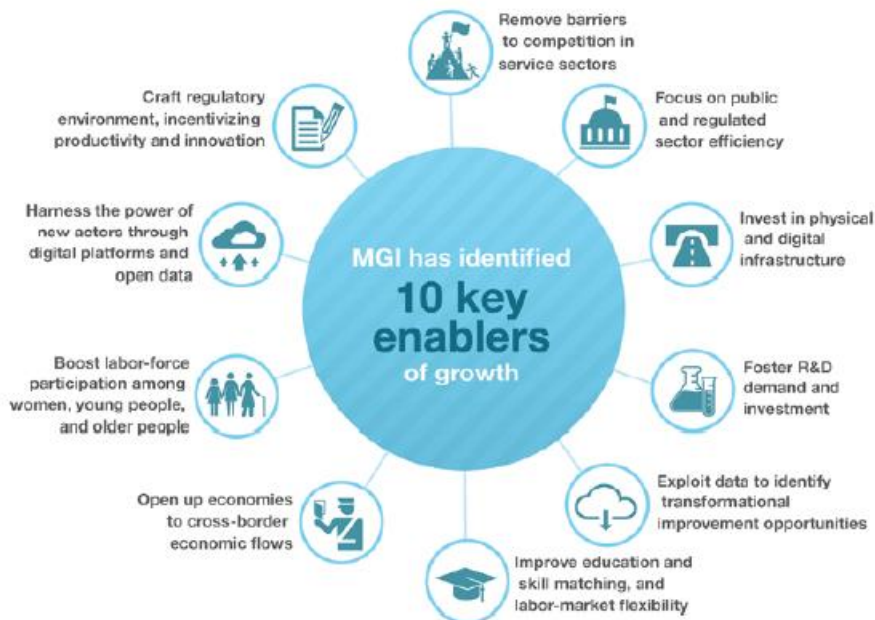 MGI has identified
10 key
enablers
of growth
Remove barriers
to competition in
service sectors
Focus on public
and regulated
sector efficiency
Invest in physical
and digital
infrastructure
Foster R&D
demand and
investment
Exploit data to identify
transformational
improvement opportunities
Improve education and
skill matching, and
labor-market flexibility
Open up economies
to cross-border
economic flows
Boost labor-force
participation among
women, young people,
and older people
Harness the power of
new actors through
digital platforms and
open data
Craft regulatory
environment, incentivizing
productivity and innovation